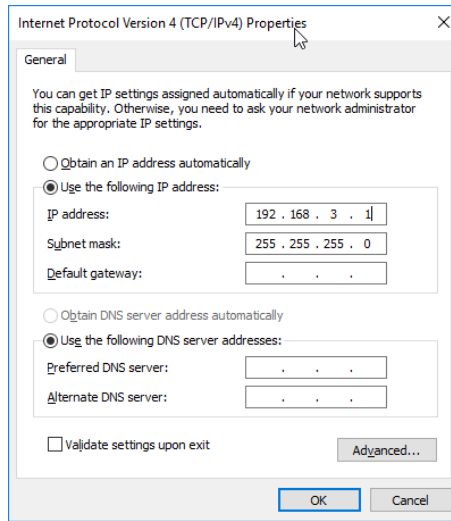 Internet Protocol Version 4 (TCP/IPv4) Properties
General
You can get IP settings assigned automatically if your network supports
this capability. Otherwise, you need to ask your network administrator
for the appropriate IP settings.
Obtain an IP address automatically
Use the following IP address:
IP address: 192 . 168 . 3 . 1
Subnet mask: 255 . 255 . 255 . 0
Default gateway: . . .
Obtain DNS server address automatically
Use the following DNS server addresses:
Preferred DNS server: . . .
Alternate DNS server: . . .
Validate settings upon exit
Advanced...
OK Cancel